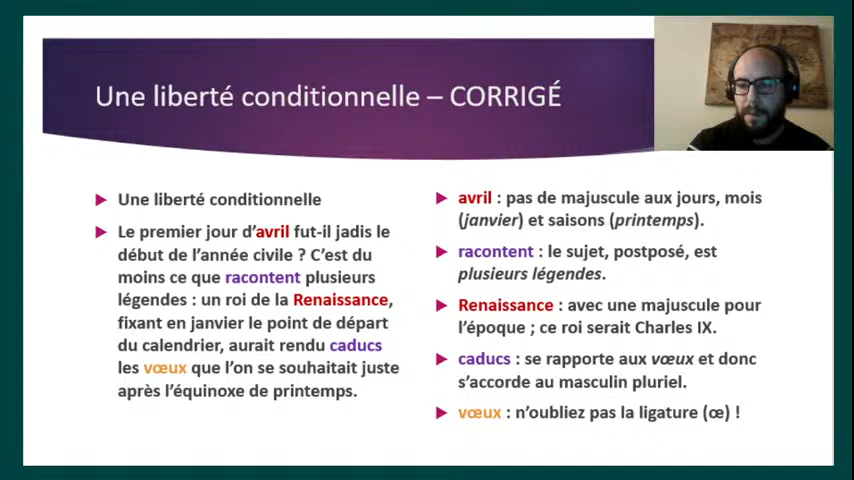 Une liberté conditionnelle – CORRIGÉ
Une liberté conditionnelle
Le premier jour d’avril fut-il jadis le
début de l’année civile ? C’est du
moins ce que racontent plusieurs
légendes : un roi de la Renaissance,
fixant en janvier le point de départ
du calendrier, aurait rendu caducs
les vœux que l’on se souhaitait juste
après l’équinoxe de printemps.
avril : pas de majuscule aux jours, mois
(janvier) et saisons (printemps).
racontent : le sujet, postposé, est
plusieurs légendes.
Renaissance : avec une majuscule pour
l’époque ; ce roi serait Charles IX.
caducs : se rapporte aux vœux et donc
s’accorde au masculin pluriel.
vœux : n’oubliez pas la ligature (œ) !